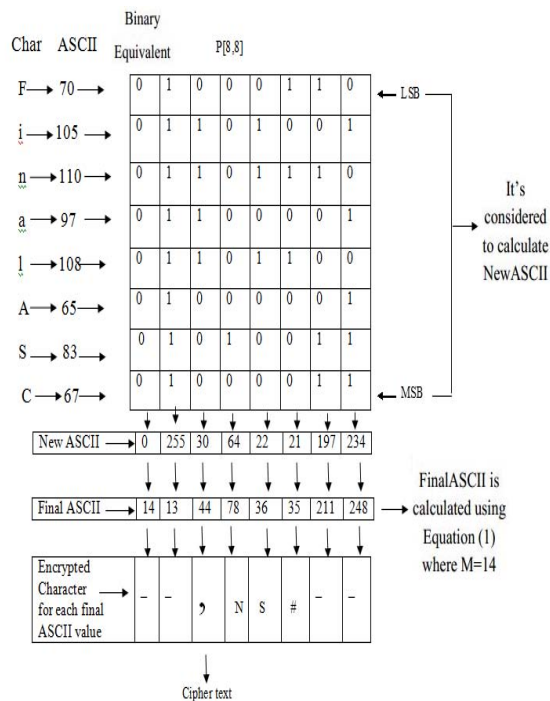 Binary
Char ASCII Equivalent P[8,8]
F 70 0 1 0 0 0 1 1 0 LSB
i 105 0 1 1 0 1 0 0 1
n 110 0 1 1 0 1 1 1 0
a 97 0 1 1 0 0 0 0 1
l 108 0 1 1 0 1 1 0 0
A 65 0 1 0 0 0 0 0 1
S 83 0 1 0 1 0 0 1 1
C 67 0 1 0 0 0 0 1 1 MSB
It's
considered
to calculate
NewASCII
New ASCII 0 255 30 64 22 21 197 234
Final ASCII 14 13 44 78 36 35 211 248
FinalASCII is
calculated using
Equation (1)
where M=14
Encrypted
Character
for each final
ASCII value
– – , N S # – –
Cipher text